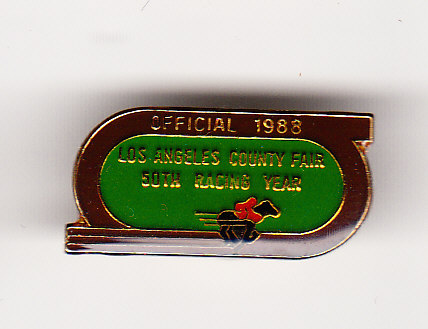 OFFICIAL 1988
LOS ANGELES COUNTY FAIR
50TH RACING YEAR